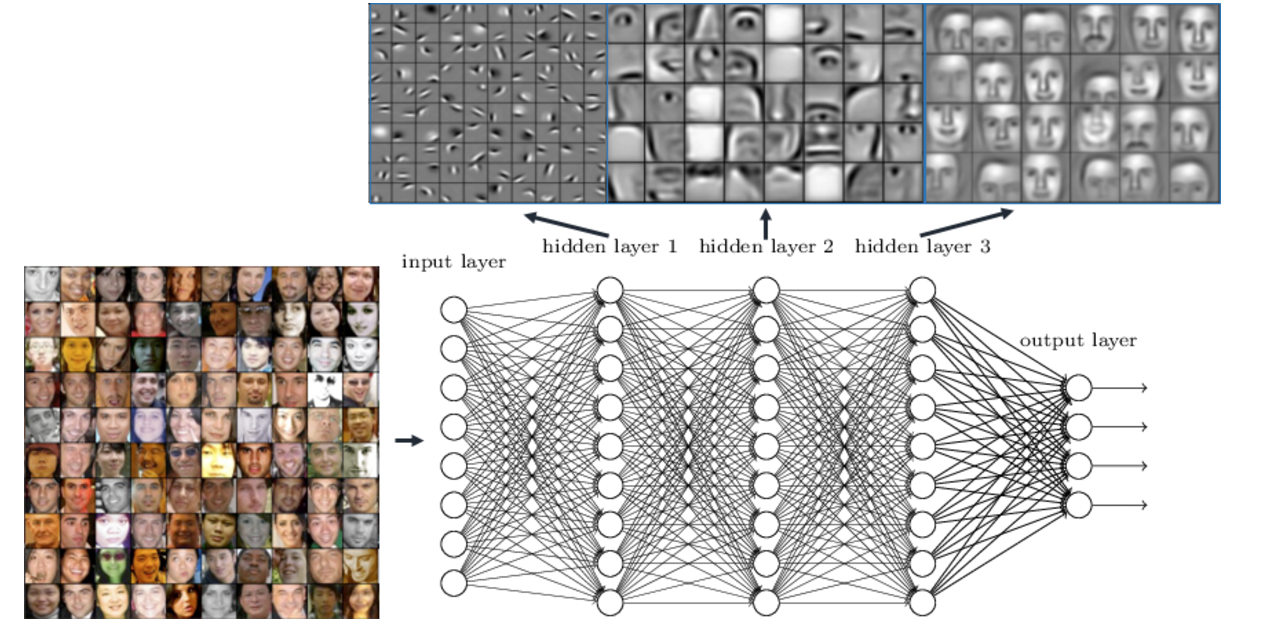 hidden layer 1
hidden layer 2
hidden layer 3
input layer
output layer